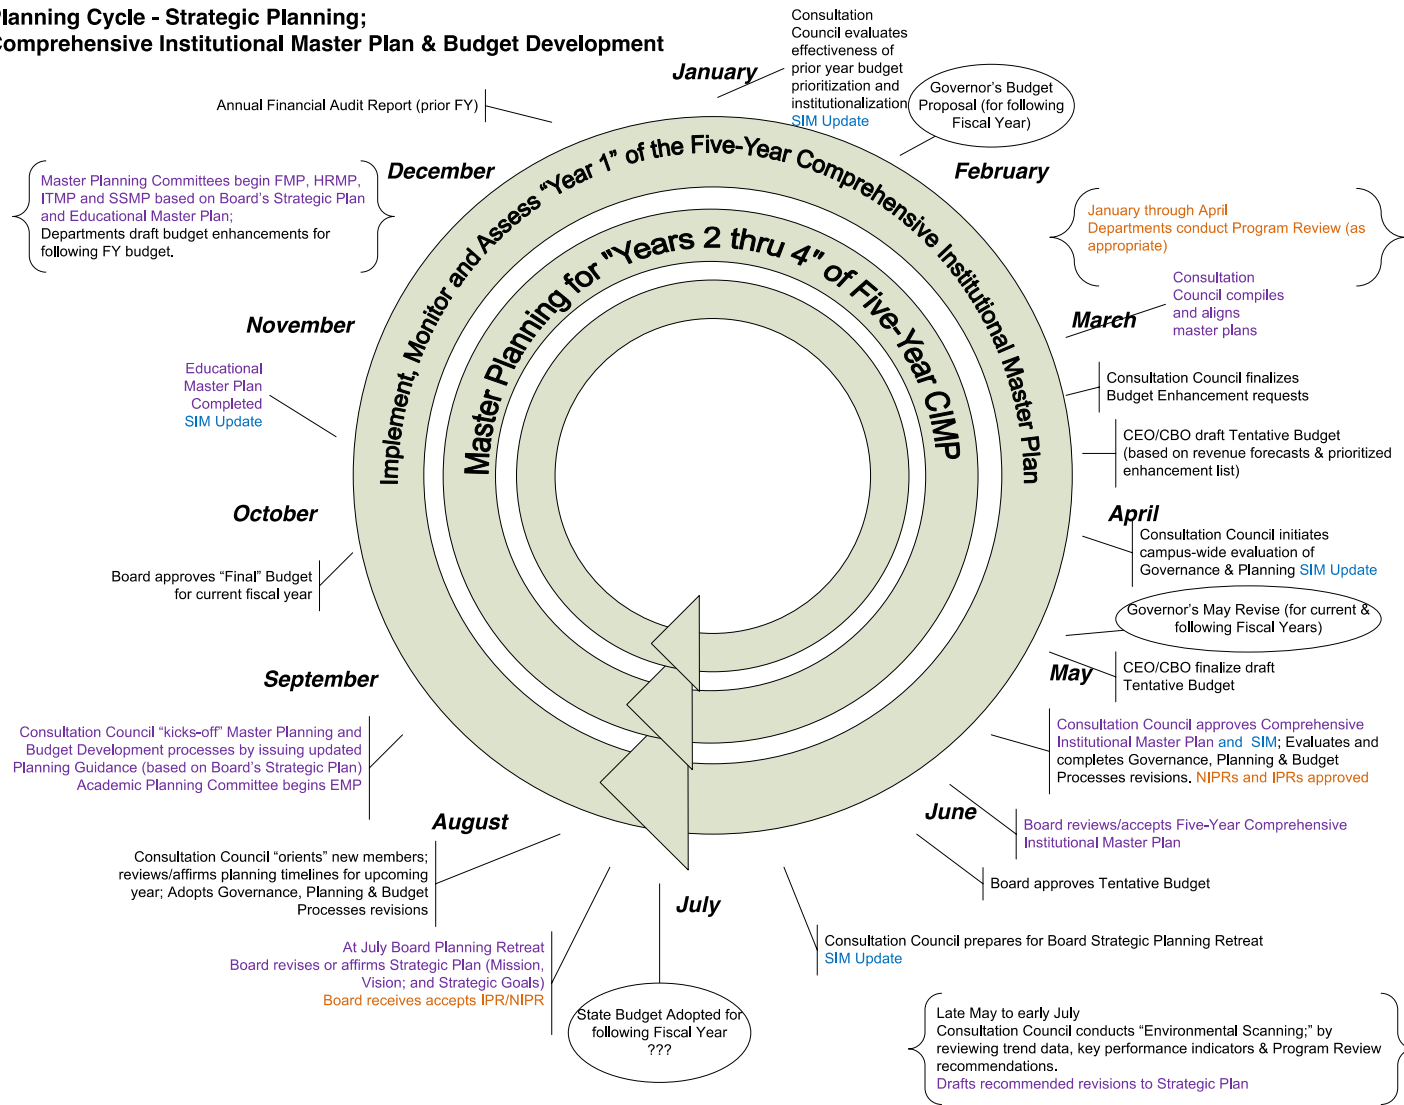 Planning Cycle - Strategic Planning;
Comprehensive Institutional Master Plan & Budget Development
January
Consultation
Council evaluates
effectiveness of
prior year budget
prioritization and
institutionalization
SIM Update
Governor's Budget
Proposal (for following
Fiscal Year)
February
January through April
Departments conduct Program Review (as
appropriate)
Consultation
Council compiles
and aligns
master plans
March
Consultation Council finalizes
Budget Enhancement requests
CEO/CBO draft Tentative Budget
(based on revenue forecasts & prioritized
enhancement list)
April
Consultation Council initiates
campus-wide evaluation of
Governance & Planning SIM Update
Governor's May Revise (for current &
following Fiscal Years)
May
CEO/CBO finalize draft
Tentative Budget
Consultation Council approves Comprehensive
Institutional Master Plan and  SIM; Evaluates and
completes Governance, Planning & Budget
Processes revisions. NIPRs and IPRs approved
June
Board reviews/accepts Five-Year Comprehensive
Institutional Master Plan
Board approves Tentative Budget
Consultation Council prepares for Board Strategic Planning Retreat
SIM Update
Late May to early July
Consultation Council conducts "Environmental Scanning;" by
reviewing trend data, key performance indicators & Program Review
recommendations.
Drafts recommended revisions to Strategic Plan
July
State Budget Adopted for
following Fiscal Year
???
At July Board Planning Retreat
Board revises or affirms Strategic Plan (Mission,
Vision; and Strategic Goals)
Board receives accepts IPR/NIPR
August
Consultation Council "orients" new members;
reviews/affirms planning timelines for upcoming
year; Adopts Governance, Planning & Budget
Processes revisions
September
Consultation Council "kicks-off" Master Planning and
Budget Development processes by issuing updated
Planning Guidance (based on Board's Strategic Plan)
Academic Planning Committee begins EMP
October
Board approves "Final" Budget
for current fiscal year
November
Educational
Master Plan
Completed
SIM Update
December
Master Planning Committees begin FMP, HRMP,
ITMP and SSMP based on Board's Strategic Plan
and Educational Master Plan;
Departments draft budget enhancements for
following FY budget.
Annual Financial Audit Report (prior FY)
Implement, Monitor and Assess "Year 1" of the Five-Year Comprehensive Institutional Master Plan
Master Planning for "Years 2 thru 4" of Five-Year CIMP